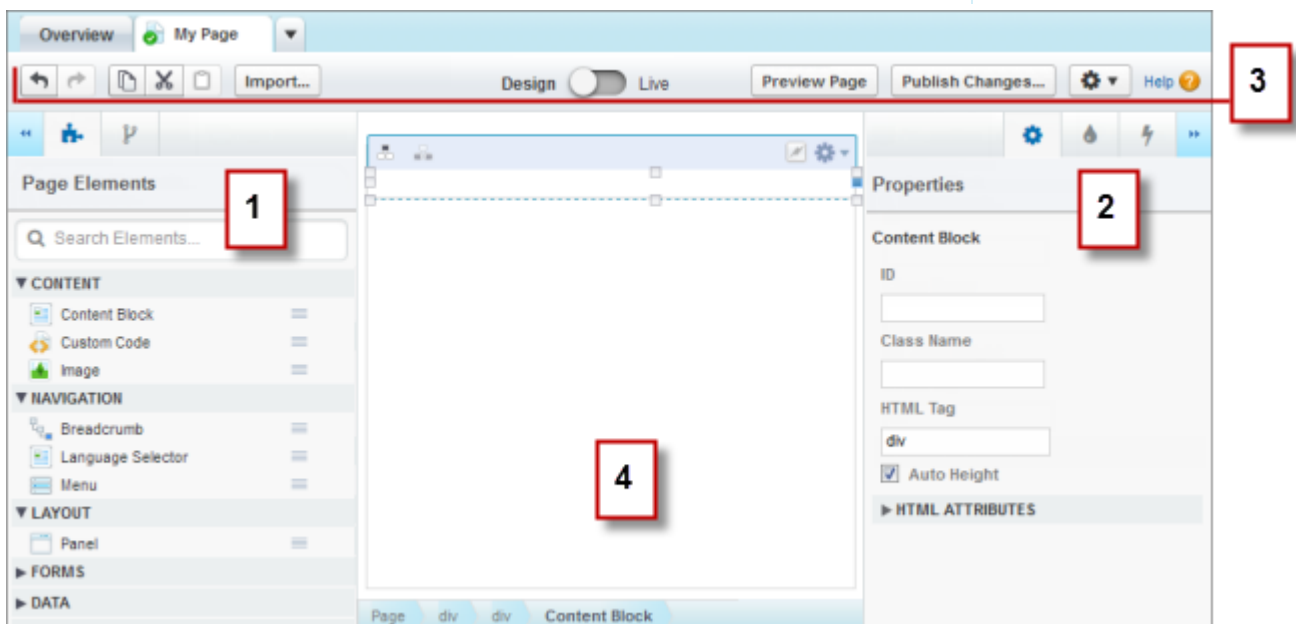 Overview My Page
Import... Design Live Preview Page Publish Changes... Help ?
3
Page Elements
1
Search Elements...
CONTENT
Content Block
Custom Code
Image
NAVIGATION
Breadcrumb
Language Selector
Menu
LAYOUT
Panel
FORMS
DATA
4
Page div div Content Block
Properties
2
Content Block
ID
Class Name
HTML Tag
div
Auto Height
HTML ATTRIBUTES